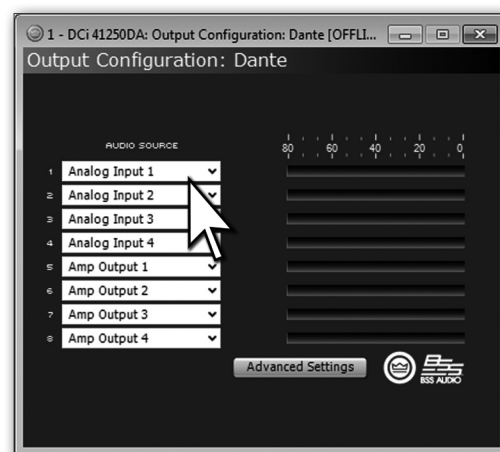 1 - DCi 41250DA: Output Configuration: Dante [OFFLI...
Output Configuration: Dante
AUDIO SOURCE
80 60 40 20 0
1 Analog Input 1
2 Analog Input 2
3 Analog Input 3
4 Analog Input 4
5 Amp Output 1
6 Amp Output 2
7 Amp Output 3
8 Amp Output 4
Advanced Settings
BSS
BSS AUDIO